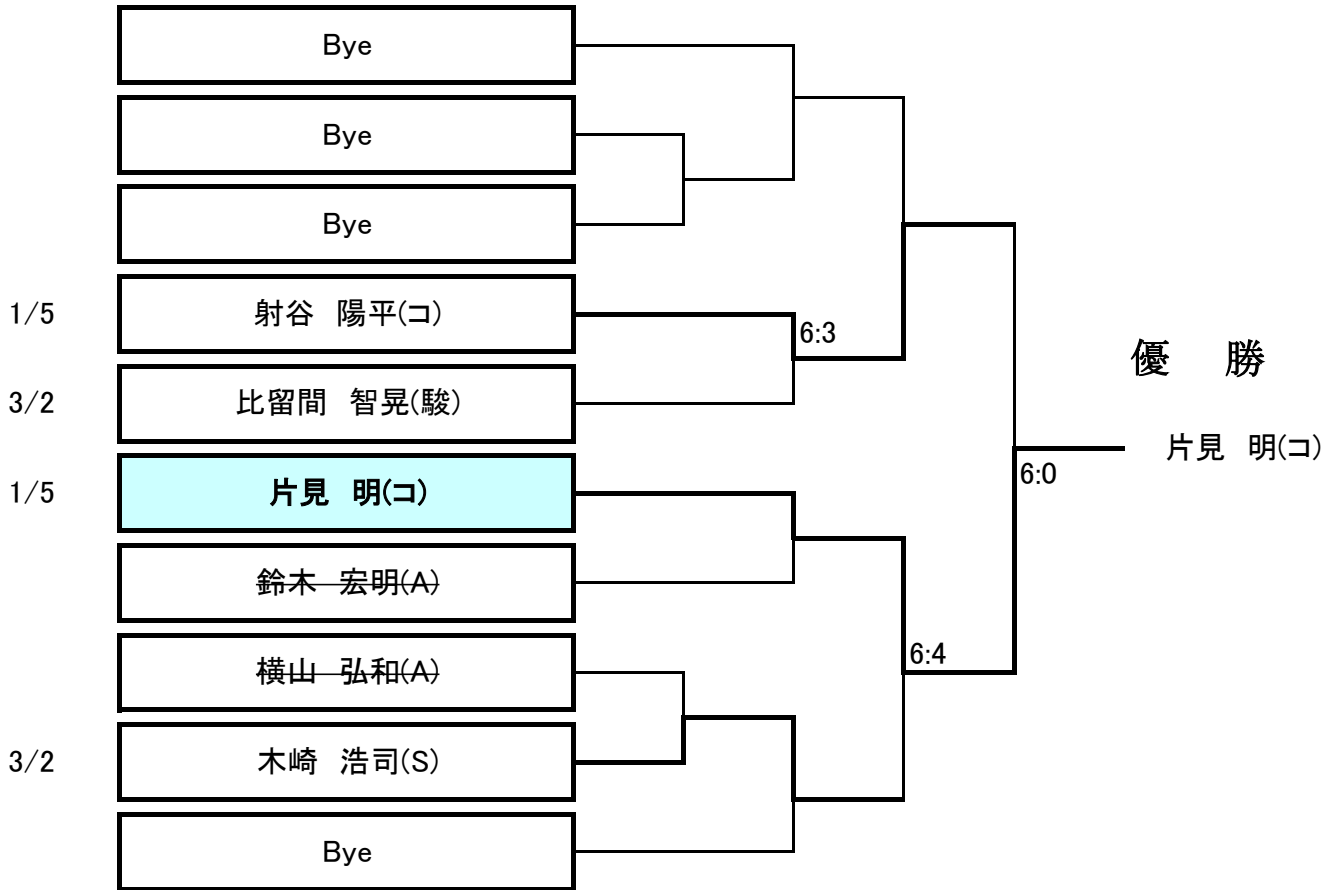 Bye
Bye
Bye
1/5 射谷　陽平(コ)
6:3
優　勝
3/2 比留間　智晃(駿)
片見　明(コ)
1/5 片見　明(コ)
6:0
鈴木　宏明(A)
横山　弘和(A)
6:4
3/2 木崎　浩司(S)
Bye